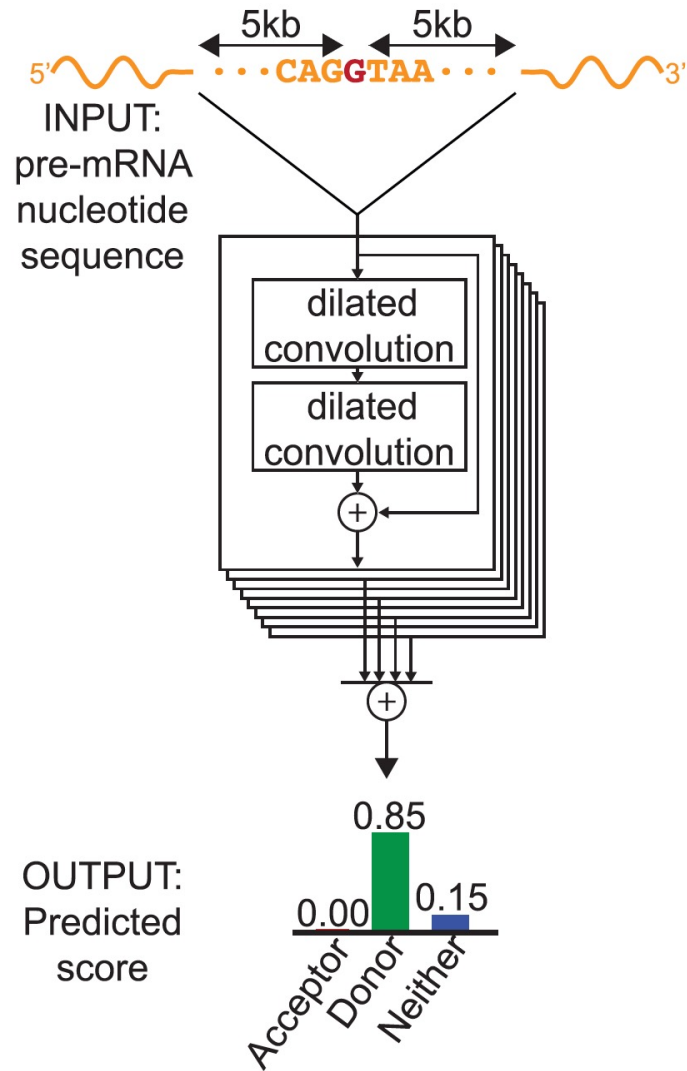 5kb 5kb
5’ · · · CAGGTAA · · · 3’
INPUT:
pre-mRNA
nucleotide
sequence
dilated
convolution
dilated
convolution
+
+
OUTPUT:
Predicted
score
0.85
0.00
0.15
Acceptor
Donor
Neither